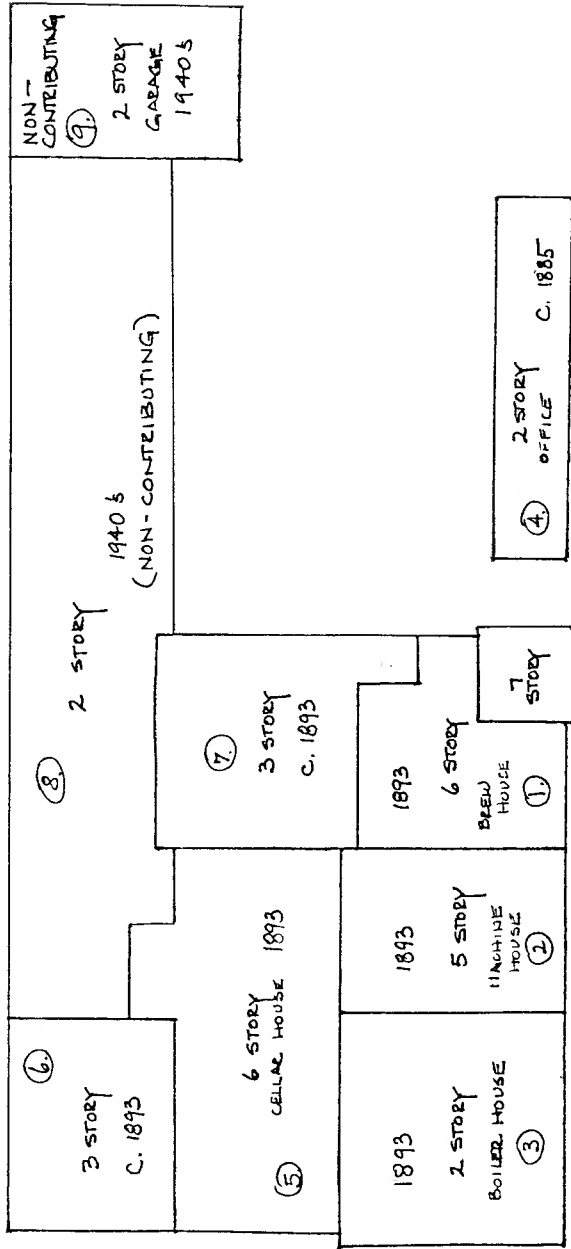 NON-
CONTRIBUTING
9.
2 STORY
GARAGE
1940's
8.
2 STORY
1940's
(NON-CONTRIBUTING)
6.
3 STORY
C. 1893
7.
3 STORY
C. 1893
5.
6 STORY
CELLAR HOUSE 1893
4.
2 STORY
OFFICE C. 1885
1893
2 STORY
BOILER HOUSE
3
1893
5 STORY
MACHINE
HOUSE
2
1893
6 STORY
BREW
HOUSE
1.
7
STORY